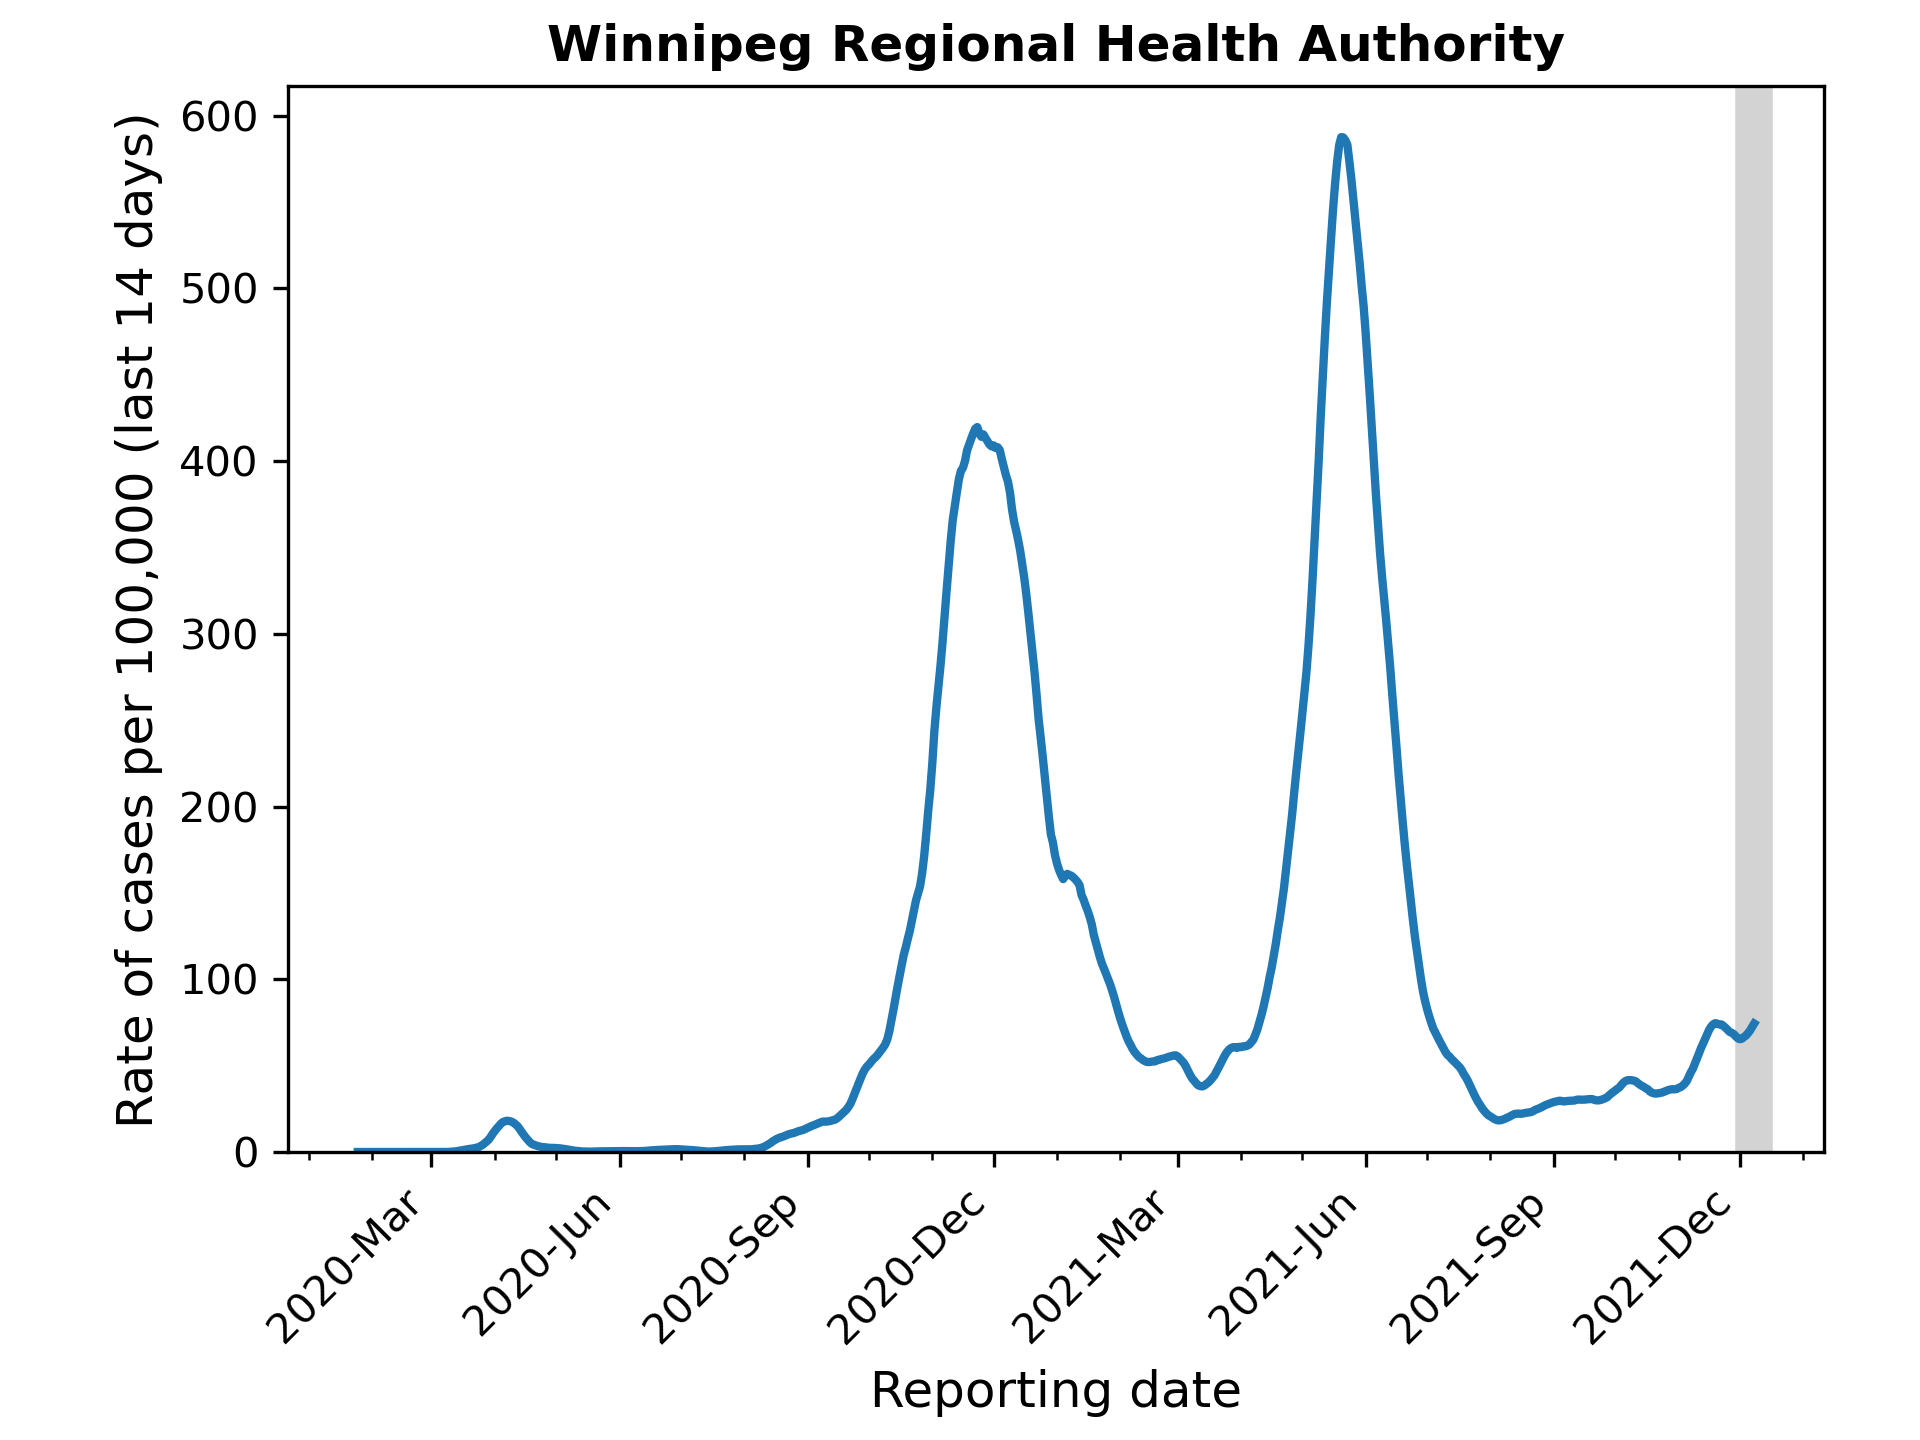 Winnipeg Regional Health Authority
Rate of cases per 100,000 (last 14 days)
600
500
400
300
200
100
0
2020-Mar
2020-Jun
2020-Sep
2020-Dec
2021-Mar
2021-Jun
2021-Sep
2021-Dec
Reporting date